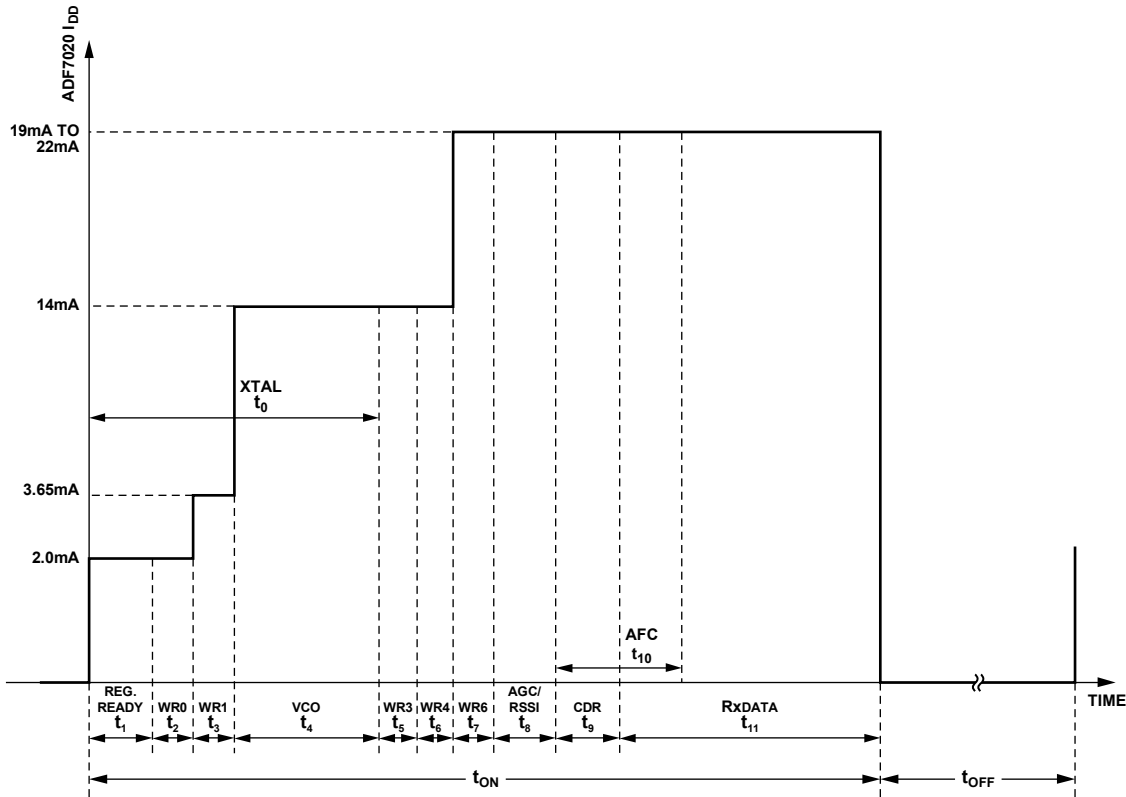 ADF7020 IDD
19mA TO
22mA
14mA
XTAL
t0
3.65mA
2.0mA
AFC
t10
TIME
REG.
READY
t1
WR0
t2
WR1
t3
VCO
t4
WR3
t5
WR4
t6
WR6
t7
AGC/
RSSI
t8
CDR
t9
RxDATA
t11
tON
tOFF